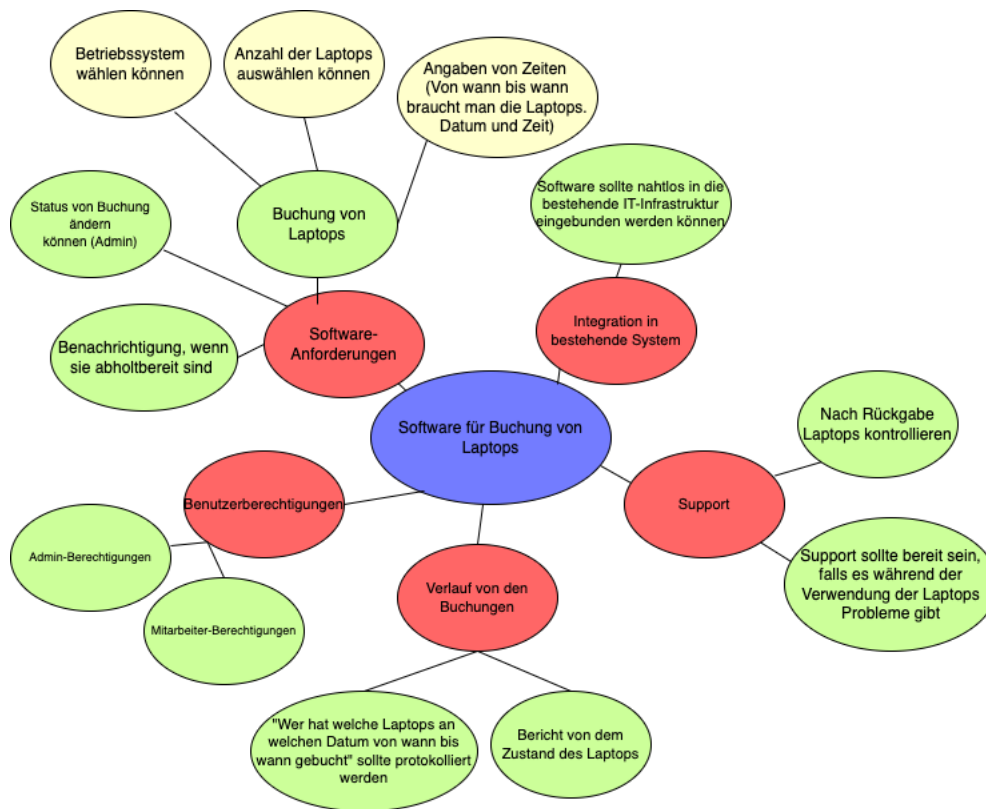 Betriebssystem
wählen können
Anzahl der Laptops
auswählen können
Angaben von Zeiten
(Von wann bis wann
braucht man die Laptops.
Datum und Zeit)
Software sollte nahtlos in die
bestehende IT-Infrastruktur
eingebunden werden können
Status von Buchung
ändern
können (Admin)
Buchung von
Laptops
Benachrichtigung, wenn
sie abholtbereit sind
Software-
Anforderungen
Integration in
bestehende System
Software für Buchung von
Laptops
Nach Rückgabe
Laptops kontrollieren
Benutzerberechtigungen
Support
Admin-Berechtigungen
Mitarbeiter-Berechtigungen
Verlauf von den
Buchungen
Support sollte bereit sein,
falls es während der
Verwendung der Laptops
Probleme gibt
"Wer hat welche Laptops an
welchen Datum von wann bis
wann gebucht" sollte protokolliert
werden
Bericht von dem
Zustand des Laptops